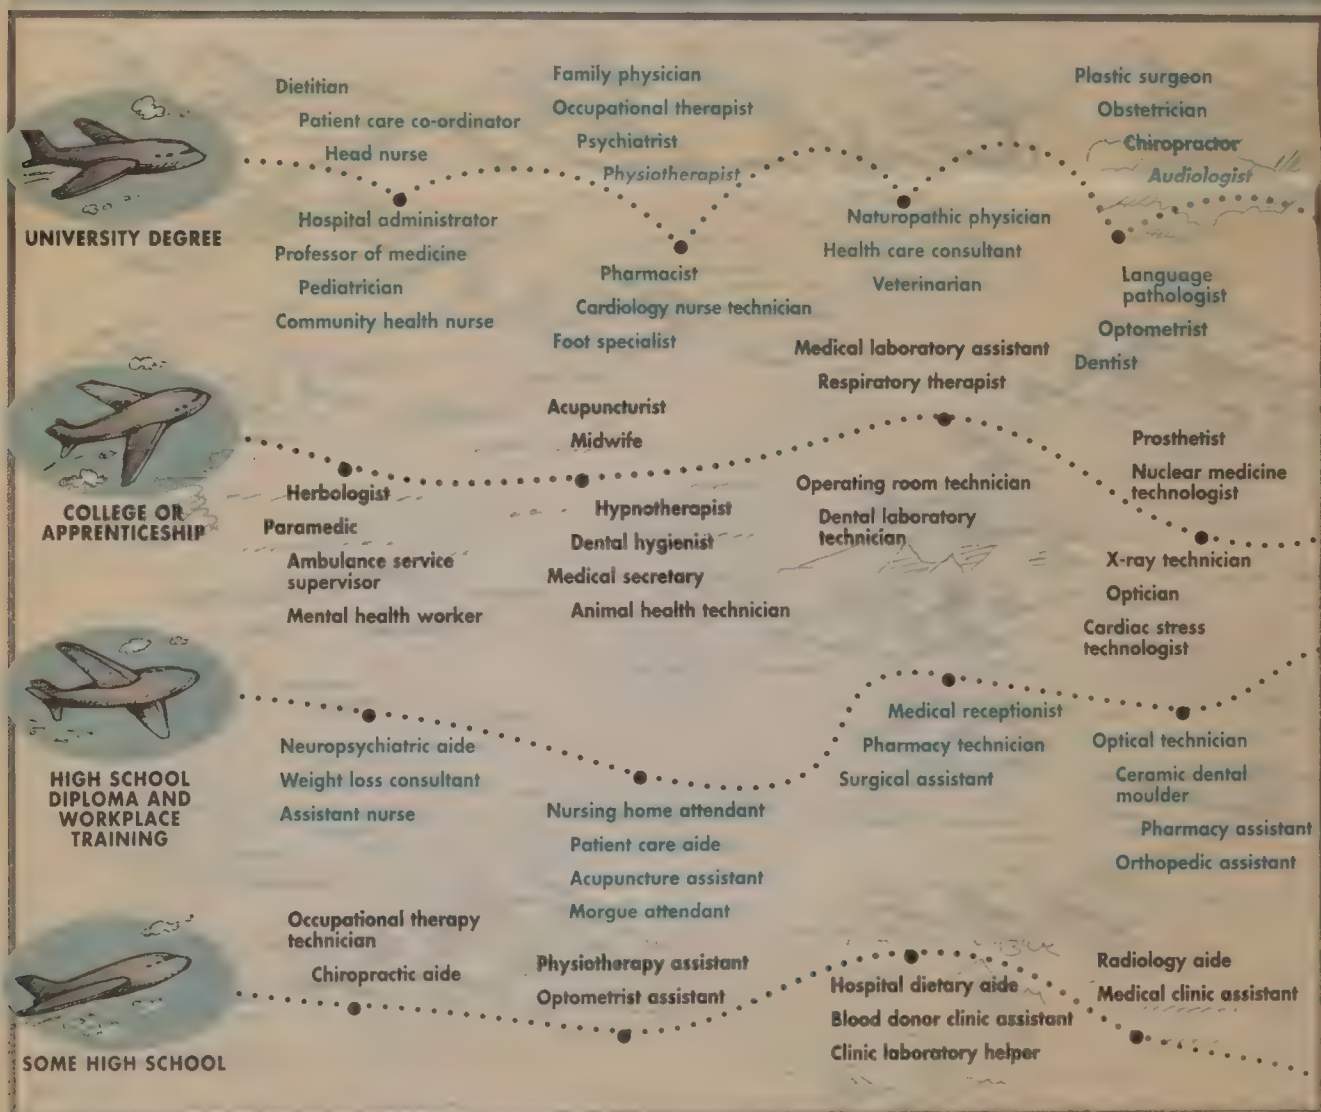 Dietitian
Patient care co-ordinator
Head nurse
Hospital administrator
Professor of medicine
Pediatrician
Community health nurse
Family physician
Occupational therapist
Psychiatrist
Physiotherapist
Pharmacist
Cardiology nurse technician
Foot specialist
Naturopathic physician
Health care consultant
Veterinarian
Plastic surgeon
Obstetrician
Chiropractor
Audiologist
Language
pathologist
Optometrist
Dentist
UNIVERSITY DEGREE
Herbologist
Paramedic
Ambulance service
supervisor
Mental health worker
Acupuncturist
Midwife
Hypnotherapist
Dental hygienist
Medical secretary
Animal health technician
Medical laboratory assistant
Respiratory therapist
Operating room technician
Dental laboratory
technician
Prosthetist
Nuclear medicine
technologist
X-ray technician
Optician
Cardiac stress
technologist
COLLEGE OR
APPRENTICESHIP
Neuropsychiatric aide
Weight loss consultant
Assistant nurse
Nursing home attendant
Patient care aide
Acupuncture assistant
Morgue attendant
Medical receptionist
Pharmacy technician
Surgical assistant
Optical technician
Ceramic dental
moulder
Pharmacy assistant
Orthopedic assistant
HIGH SCHOOL
DIPLOMA AND
WORKPLACE
TRAINING
Occupational therapy
technician
Chiropractic aide
Physiotherapy assistant
Optometrist assistant
Hospital dietary aide
Blood donor clinic assistant
Clinic laboratory helper
Radiology aide
Medical clinic assistant
SOME HIGH SCHOOL